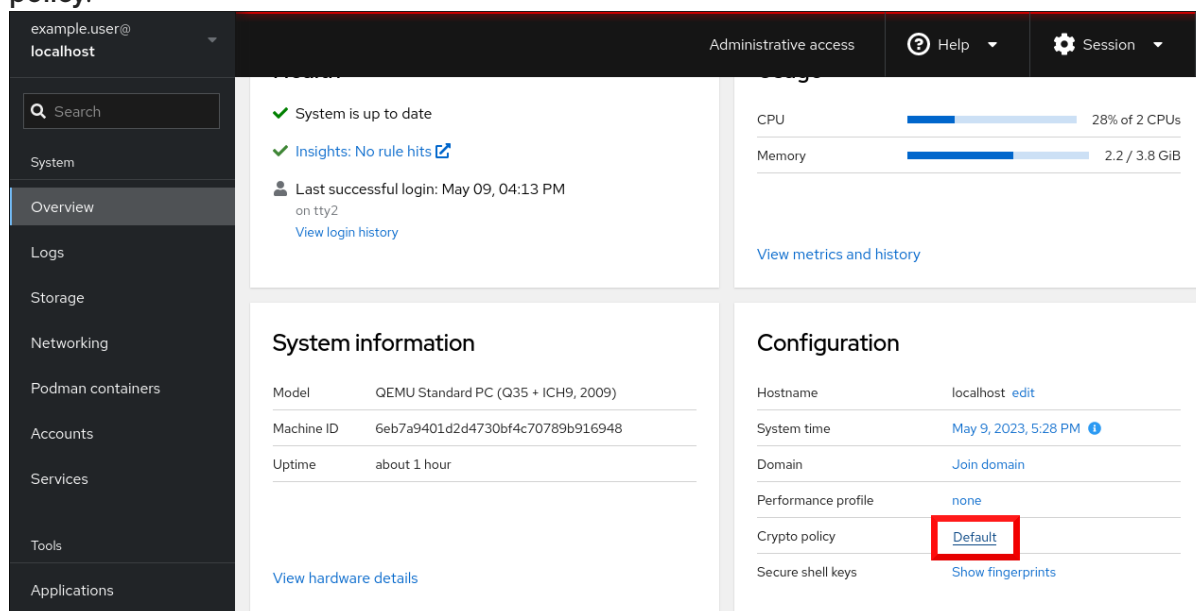 policy.
example.user@
localhost
Administrative access
Help
Session
Search
System
Overview
Logs
Storage
Networking
Podman containers
Accounts
Services
Tools
Applications
Health
System is up to date
Insights: No rule hits
Last successful login: May 09, 04:13 PM
on tty2
View login history
Usage
CPU 28% of 2 CPUs
Memory 2.2 / 3.8 GiB
View metrics and history
System information
Model QEMU Standard PC (Q35 + ICH9, 2009)
Machine ID 6eb7a9401d2d4730bf4c70789b916948
Uptime about 1 hour
View hardware details
Configuration
Hostname localhost edit
System time May 9, 2023, 5:28 PM
Domain Join domain
Performance profile none
Crypto policy Default
Secure shell keys Show fingerprints